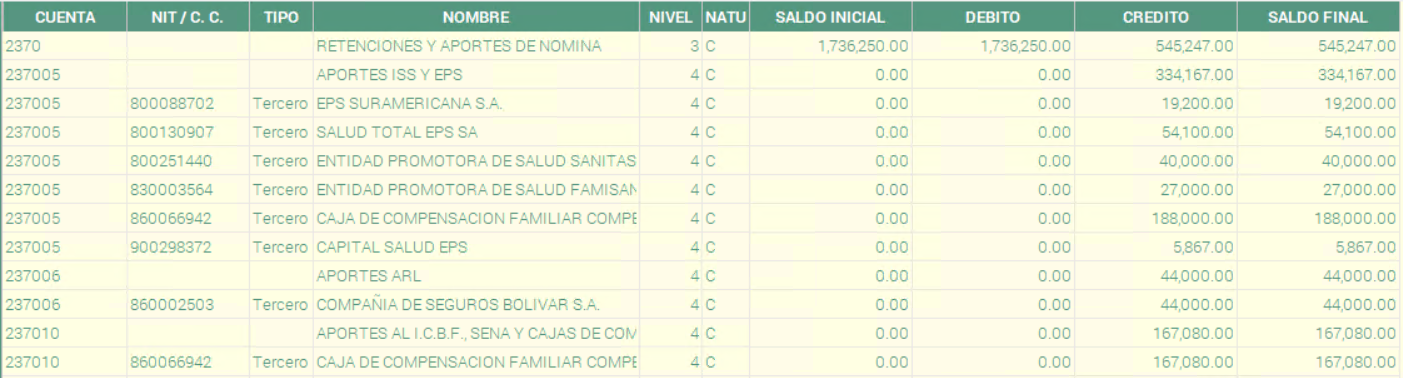 CUENTA NIT / C. C. TIPO NOMBRE NIVEL NATU SALDO INICIAL DEBITO CREDITO SALDO FINAL
2370 RETENCIONES Y APORTES DE NOMINA 3 C 1,736,250.00 1,736,250.00 545,247.00 545,247.00
237005 APORTES ISS Y EPS 4 C 0.00 0.00 334,167.00 334,167.00
237005 800088702 Tercero EPS SURAMERICANA S.A. 4 C 0.00 0.00 19,200.00 19,200.00
237005 800130907 Tercero SALUD TOTAL EPS SA 4 C 0.00 0.00 54,100.00 54,100.00
237005 800251440 Tercero ENTIDAD PROMOTORA DE SALUD SANITAS 4 C 0.00 0.00 40,000.00 40,000.00
237005 830003564 Tercero ENTIDAD PROMOTORA DE SALUD FAMISAN 4 C 0.00 0.00 27,000.00 27,000.00
237005 860066942 Tercero CAJA DE COMPENSACION FAMILIAR COMPE 4 C 0.00 0.00 188,000.00 188,000.00
237005 900298372 Tercero CAPITAL SALUD EPS 4 C 0.00 0.00 5,867.00 5,867.00
237006 APORTES ARL 4 C 0.00 0.00 44,000.00 44,000.00
237006 860002503 Tercero COMPAÑIA DE SEGUROS BOLIVAR S.A. 4 C 0.00 0.00 44,000.00 44,000.00
237010 APORTES AL I.C.B.F., SENA Y CAJAS DE COM 4 C 0.00 0.00 167,080.00 167,080.00
237010 860066942 Tercero CAJA DE COMPENSACION FAMILIAR COMPE 4 C 0.00 0.00 167,080.00 167,080.00